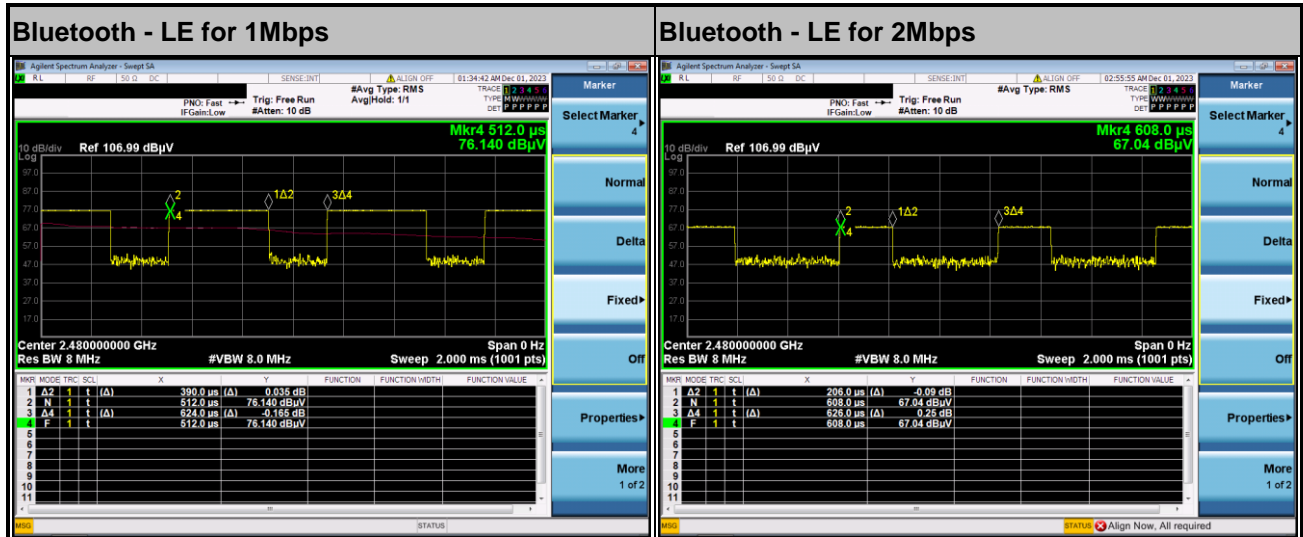 Bluetooth - LE for 1Mbps
Agilent Spectrum Analyzer - Swept SA
RL RF 50 Ω DC SENSE:INT ALIGN OFF 01:34:42 AM Dec 01, 2023
#Avg Type: RMS TRACE 1 2 3 4 5 6
PNO: Fast Trig: Free Run Avg|Hold: 1/1 TYPE MWWWWW
IFGain:Low #Atten: 10 dB DET P P P P P P
Mkr4 512.0 µs
10 dB/div Ref 106.99 dBµV 76.140 dBµV
Log
97.0
87.0
77.0
67.0
57.0
47.0
37.0
27.0
17.0
2
4
1Δ2
3Δ4
Center 2.480000000 GHz Span 0 Hz
Res BW 8 MHz #VBW 8.0 MHz Sweep 2.000 ms (1001 pts)
MKR MODE TRC SCL X Y FUNCTION FUNCTION WIDTH FUNCTION VALUE
1 Δ2 1 t (Δ) 390.0 µs (Δ) 0.035 dB
2 N 1 t 512.0 µs 76.140 dBµV
3 Δ4 1 t (Δ) 624.0 µs (Δ) -0.165 dB
4 F 1 t 512.0 µs 76.140 dBµV
5
6
7
8
9
10
11
MSG STATUS
Marker
Select Marker
4
Normal
Delta
Fixed
Off
Properties
More
1 of 2
Bluetooth - LE for 2Mbps
Agilent Spectrum Analyzer - Swept SA
RL RF 50 Ω DC SENSE:INT ALIGN OFF 02:55:55 AM Dec 01, 2023
#Avg Type: RMS TRACE 1 2 3 4 5 6
PNO: Fast Trig: Free Run TYPE WWWWWW
IFGain:Low #Atten: 10 dB DET P P P P P P
Mkr4 608.0 µs
10 dB/div Ref 106.99 dBµV 67.04 dBµV
Log
97.0
87.0
77.0
67.0
57.0
47.0
37.0
27.0
17.0
2
4
1Δ2
3Δ4
Center 2.480000000 GHz Span 0 Hz
Res BW 8 MHz #VBW 8.0 MHz Sweep 2.000 ms (1001 pts)
MKR MODE TRC SCL X Y FUNCTION FUNCTION WIDTH FUNCTION VALUE
1 Δ2 1 t (Δ) 206.0 µs (Δ) -0.09 dB
2 N 1 t 608.0 µs 67.04 dBµV
3 Δ4 1 t (Δ) 626.0 µs (Δ) 0.25 dB
4 F 1 t 608.0 µs 67.04 dBµV
5
6
7
8
9
10
11
MSG STATUS Align Now, All required
Marker
Select Marker
4
Normal
Delta
Fixed
Off
Properties
More
1 of 2